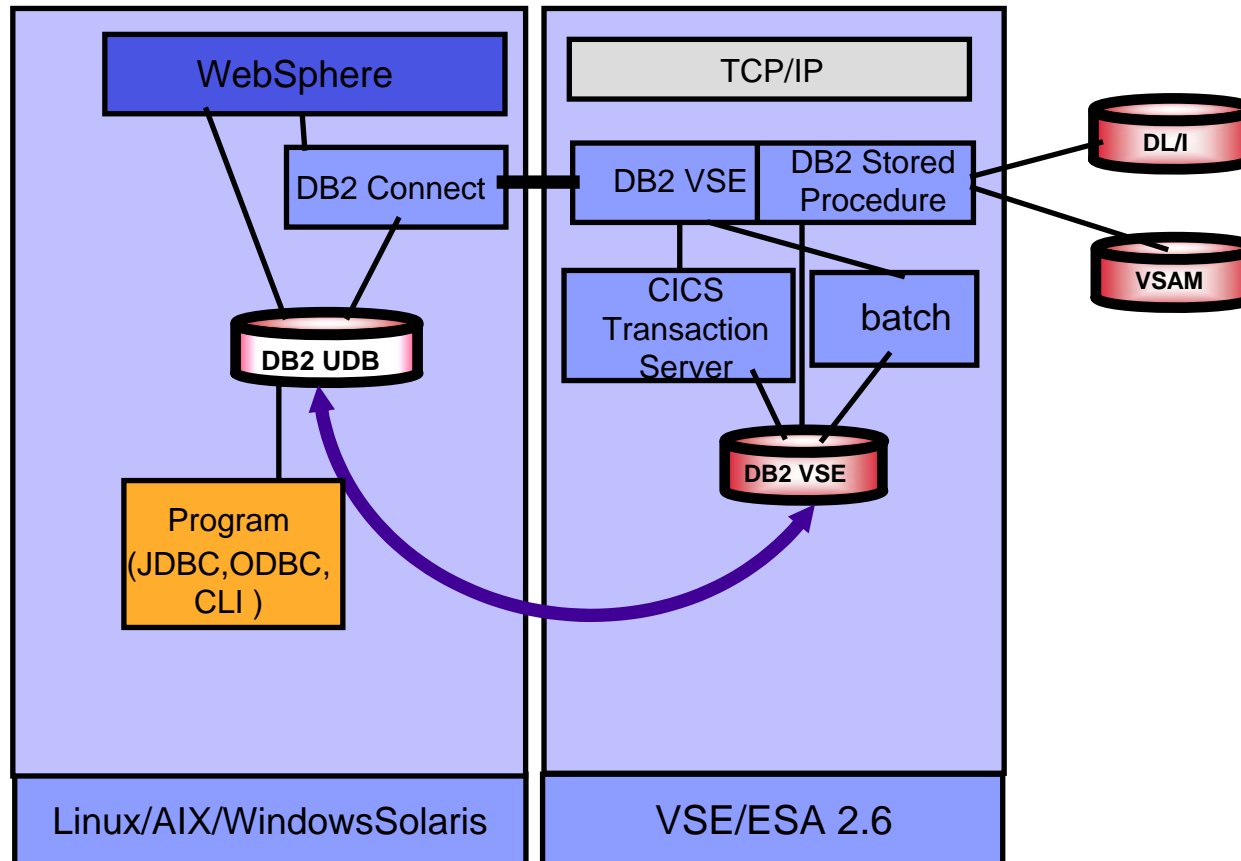 WebSphere
DB2 Connect
DB2 UDB
Program
(JDBC,ODBC,
CLI )
Linux/AIX/WindowsSolaris
TCP/IP
DB2 VSE
DB2 Stored
Procedure
CICS
Transaction
Server
batch
DB2 VSE
VSE/ESA 2.6
DL/I
VSAM